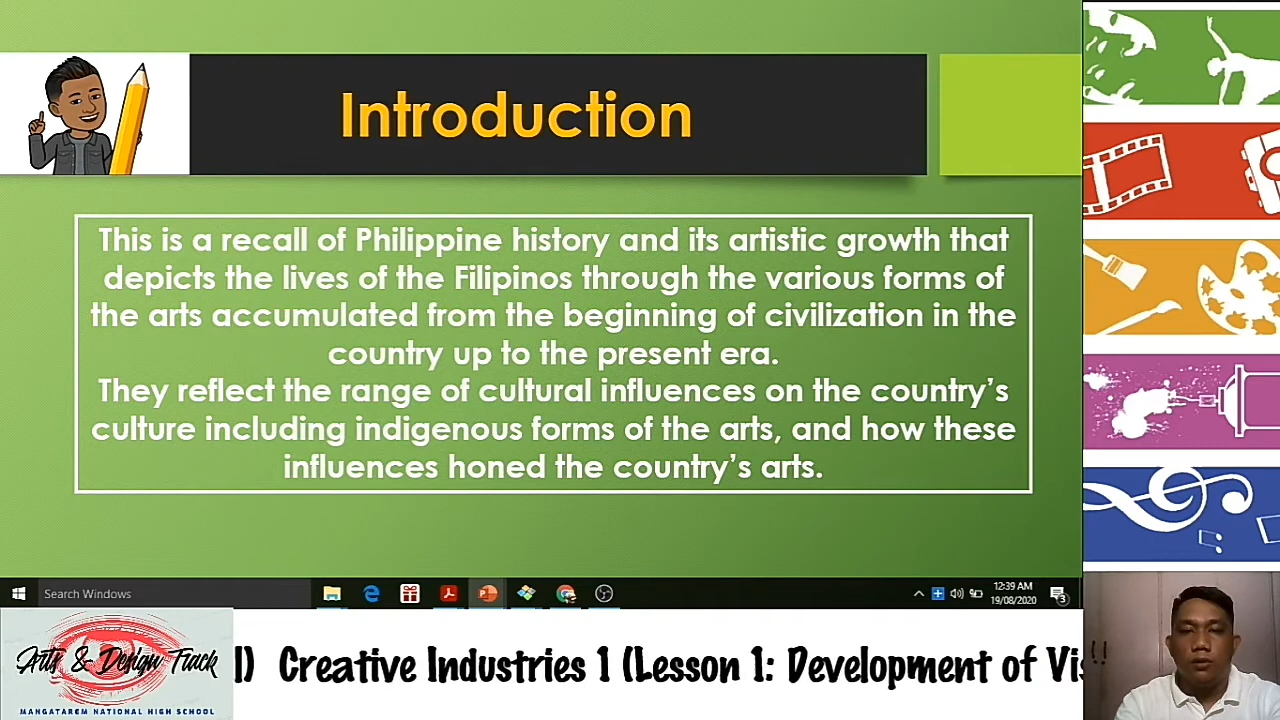 Introduction
This is a recall of Philippine history and its artistic growth that
depicts the lives of the Filipinos through the various forms of
the arts accumulated from the beginning of civilization in the
country up to the present era.
They reflect the range of cultural influences on the country’s
culture including indigenous forms of the arts, and how these
influences honed the country’s arts.
Search Windows
12:39 AM
19/08/2020
3
Arts & Design Track
MANGATAREM NATIONAL HIGH SCHOOL
l) Creative Industries 1 (Lesson 1: Development of Vis